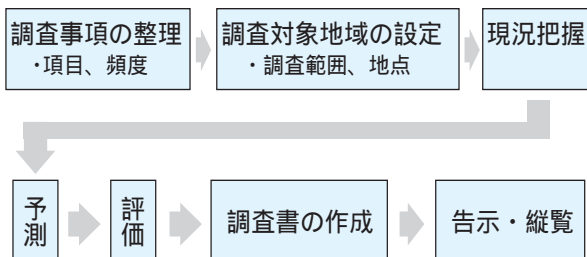 調査事項の整理
・項目、頻度
調査対象地域の設定
・調査範囲、地点
現況把握
予測
評価
調査書の作成
告示・縦覧